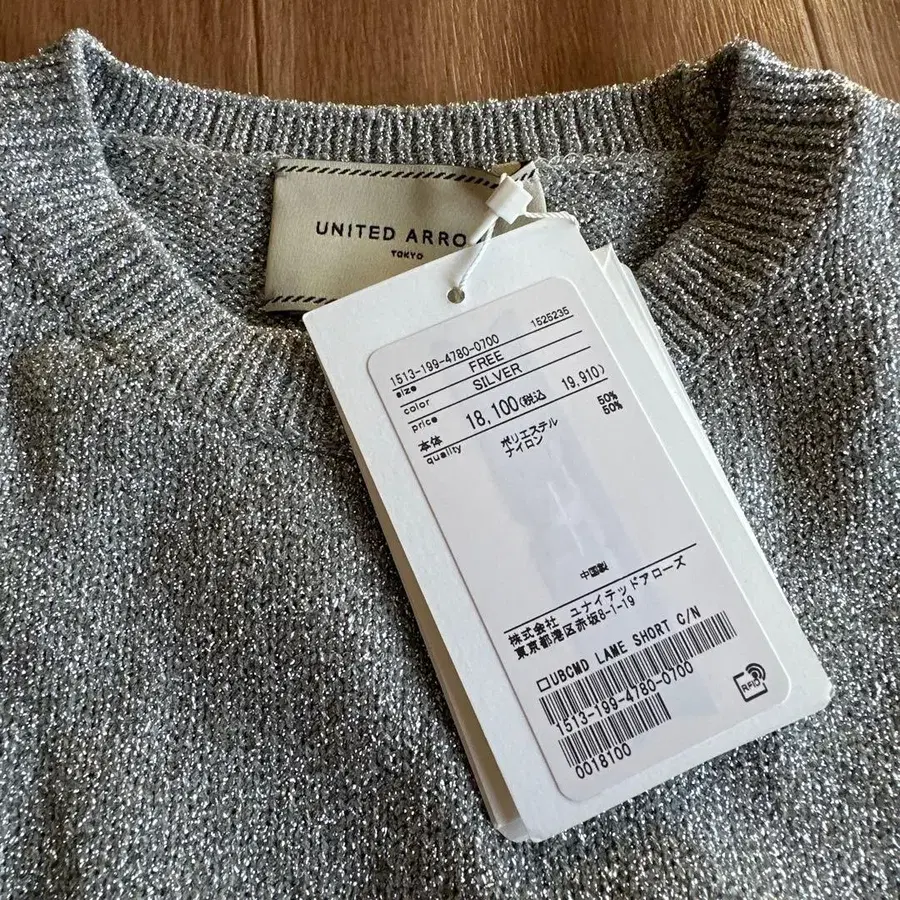 UNITED ARRO
TOKYO
1513-199-4780-0700 1525235
size FREE
color SILVER
price
本体 18,100(税込 19,910)
quality ポリエステル 50%
ナイロン 50%
中国製
株式会社 ユナイテッドアローズ
東京都港区赤坂8-1-19
□UBCMD LAME SHORT C/N
1513-199-4780-0700
0018100
RFID